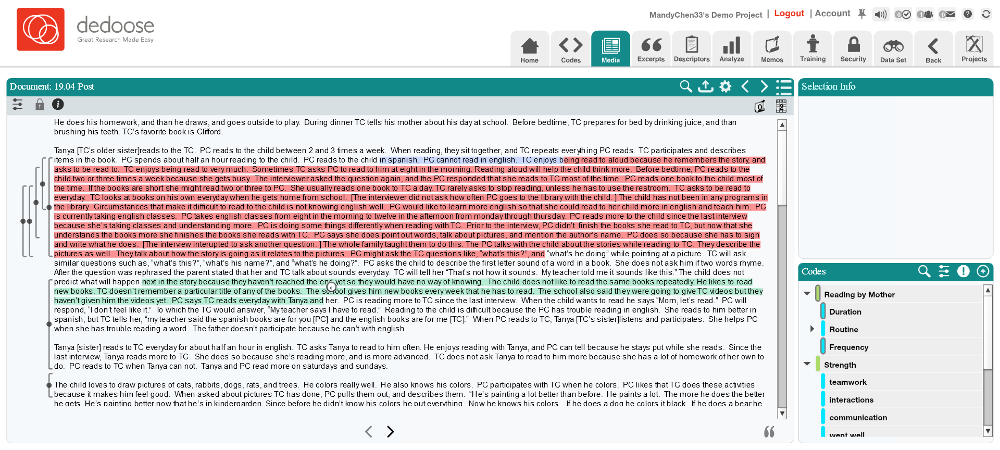 dedoose
Great Research Made Easy
MandyChen33's Demo Project | Logout | Account
Home
Codes
Media
Excerpts
Descriptors
Analyze
Memos
Training
Security
Data Set
Back
Projects
Document: 19.04 Post
He does his homework, and than he draws, and goes outside to play. During dinner TC tells his mother about his day at school. Before bedtime, TC prepares for bed by drinking juice, and than
brushing his teeth. TC's favorite book is Clifford.
Tanya [TC's older sister]reads to the TC. PC reads to the child between 2 and 3 times a week. When reading, they sit together, and TC repeats everything PC reads. TC participates and describes
items in the book. PC spends about half an hour reading to the child. PC reads to the child in spanish. PC cannot read in english. TC enjoys being read to aloud because he remembers the story, and
asks to be read to. TC enjoys being read to very much. Sometimes TC asks PC to read to him at eight in the morning. Reading aloud will help the child think more. Before bedtime, PC reads to the
child two or three times a week because she gets busy. The interviewer asked the question again, and the PC responded that she reads to TC most of the time. PC reads one book to the child most of
the time. If the books are short she might read two or three to PC. She usually reads one book to TC a day. TC rarely asks to stop reading, unless he has to use the restroom. TC asks to be read to
everyday. TC looks at books on his own everyday when he gets home from school. [The interviewer did not ask how often PC goes to the library with the child.] The child has not been in any programs in
the library. Circumstances that make it difficult to read to the child is not knowing english well. PC would like to learn more english so that she could read to her child more in english and teach him. PC
is currently taking english classes. PC takes english classes from eight in the morning to twelve in the afternoon from monday through thursday. PC reads more to the child since the last interview
because she's taking classes and understanding more. PC is doing some things differently when reading with TC. Prior to the interview, PC didn't finish the books she read to TC, but now that she
understands the books more she finishes the books she reads with TC. PC says she does point out words, talk about pictures, and mention the author's name. PC does so because she has to sign
and write what he does. [The interview interupted to ask another question.] The whole family taught them to do this. The PC talks with the child about the stories while reading to TC. They describe the
pictures as well. They talk about how the story is going as it relates to the pictures. PC might ask the TC questions like, "what's this?", and "what's he doing?" while pointing at a picture. TC will ask
similar questions such as, "what's this?", "what's his name?", and "what's he doing?". PC asks the child to describe the first letter sound of a word in a book. She does not ask him if two words rhyme.
After the question was rephrased the parent stated that her and TC talk about sounds everyday. TC will tell her "That's not how it sounds. My teacher told me it sounds like this." The child does not
predict what will happen next in the story because they haven't reached the end yet so they would have no way of knowing. The child does not like to read the same books repeatedly. He likes to read
new books. TC doesn't remember a particular title of any of the books. The school gives him new books every week that he has to read. The school also said they were going to give TC videos but they
haven't given him the videos yet. PC says TC reads everyday with Tanya and her. PC is reading more to TC since the last interview. When the child wants to be read he says 'Mom, let's read." PC will
respond, "I don't feel like it." To which the TC would answer, "My teacher says I have to read." Reading to the child is difficult because the PC has trouble reading in english. She reads to him better in
spanish, but TC tells her, "my teacher said the spanish books are for you [PC] and the english books are for me [TC]." When PC reads to TC, Tanya [TC's sister]listens and participates. She helps PC
when she has trouble reading a word. The father doesn't participate because he can't with english
Tanya [sister] reads to TC everyday for about half an hour in english. TC asks Tanya to read to him often. He enjoys reading with Tanya, and PC can tell because he stays put while she reads. Since the
last interview, Tanya reads more to TC. She does so because she's reading more, and is more advanced. TC does not ask Tanya to read to him more because she has a lot of homework of her own to
do. PC reads to TC when Tanya can not. Tanya and PC read more on saturdays and sundays.
The child loves to draw pictures of cats, rabbits, dogs, rats, and trees. He colors really well. He also knows his colors. PC participates with TC when he colors. PC likes that TC does these activities
because it makes him feel good. When asked about pictures TC has done, PC pulls them out, and describes them. "He's painting a lot better than before. He paints a lot. The more he does the better
he gets. He's painting better now that he's in kindergarden. Since before he didn't know his colors he put everything. Now he knows his colors. If he does a dog he colors it black. If he does a bear he
Selection Info
Codes
Reading by Mother
Duration
Routine
Frequency
Strength
teamwork
interactions
communication
went well